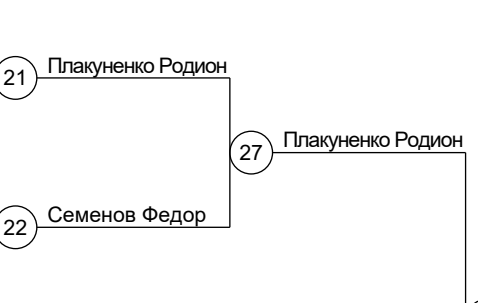 21 Плакуненко Родион
27 Плакуненко Родион
22 Семенов Федор